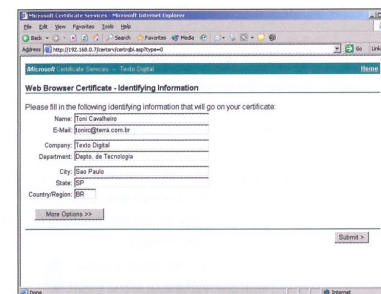 Microsoft Certificate Services - Microsoft Internet Explorer
File Edit View Favorites Tools Help
Back Search Favorites Media
Address http://192.168.0.7/certsrv/certrqbi.asp?type=0 Go Link
Microsoft Certificate Services -- Texto Digital Home
Web Browser Certificate - Identifying Information
Please fill in the following identifying information that will go on your certificate:
Name: Toni Cavalheiro
E-Mail: tonirc@terra.com.br
Company: Texto Digital
Department: Depto. de Tecnologia
City: Sao Paulo
State: SP
Country/Region: BR
More Options >>
Submit >
Done Internet